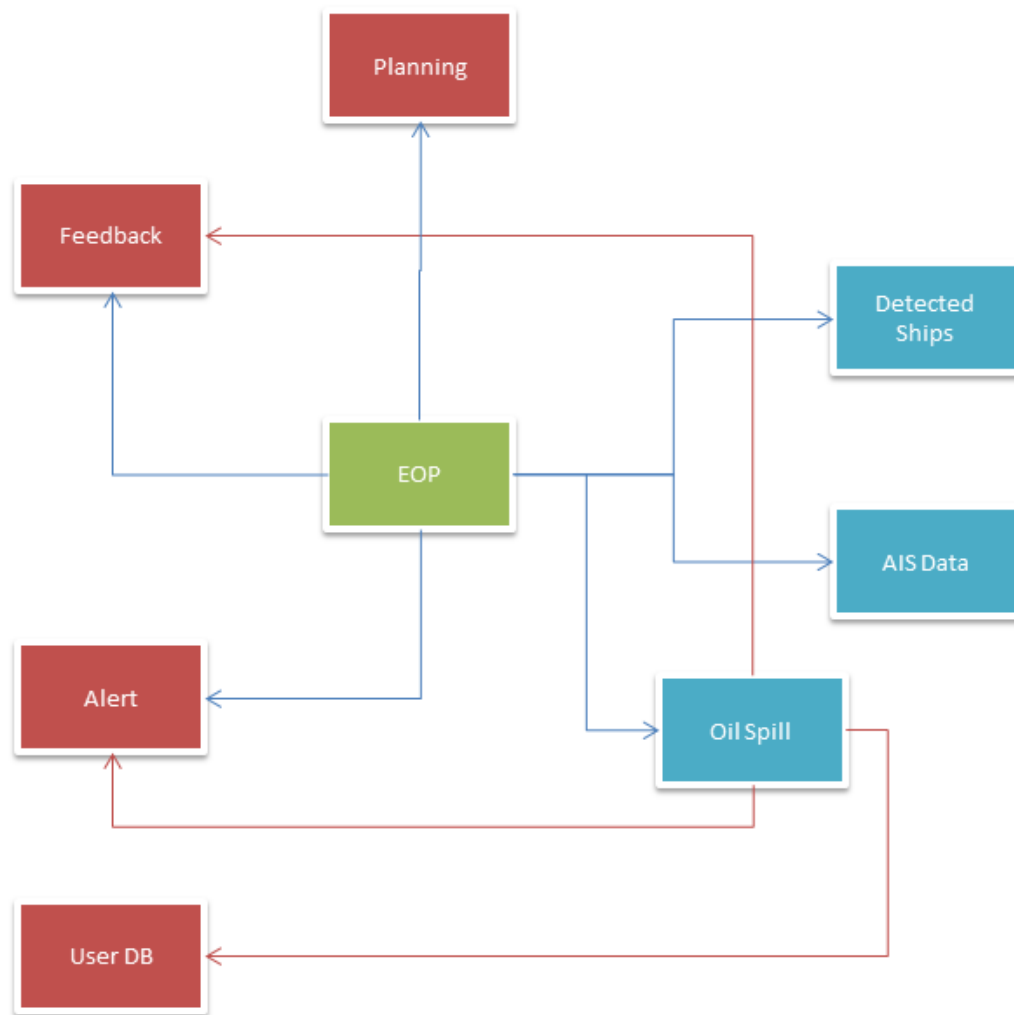 Planning
Feedback
Detected
Ships
EOP
AIS Data
Alert
Oil Spill
User DB